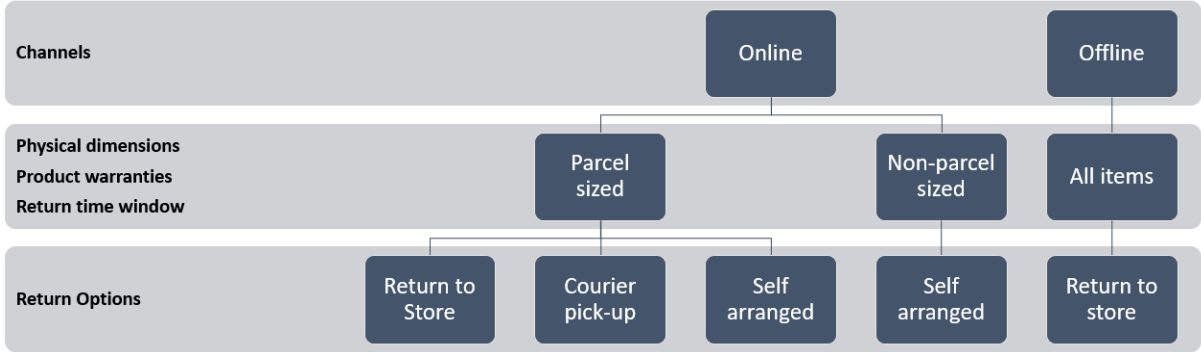 Channels
Online
Offline
Physical dimensions
Product warranties
Return time window
Parcel
sized
Non-parcel
sized
All items
Return Options
Return to
Store
Courier
pick-up
Self
arranged
Self
arranged
Return to
store